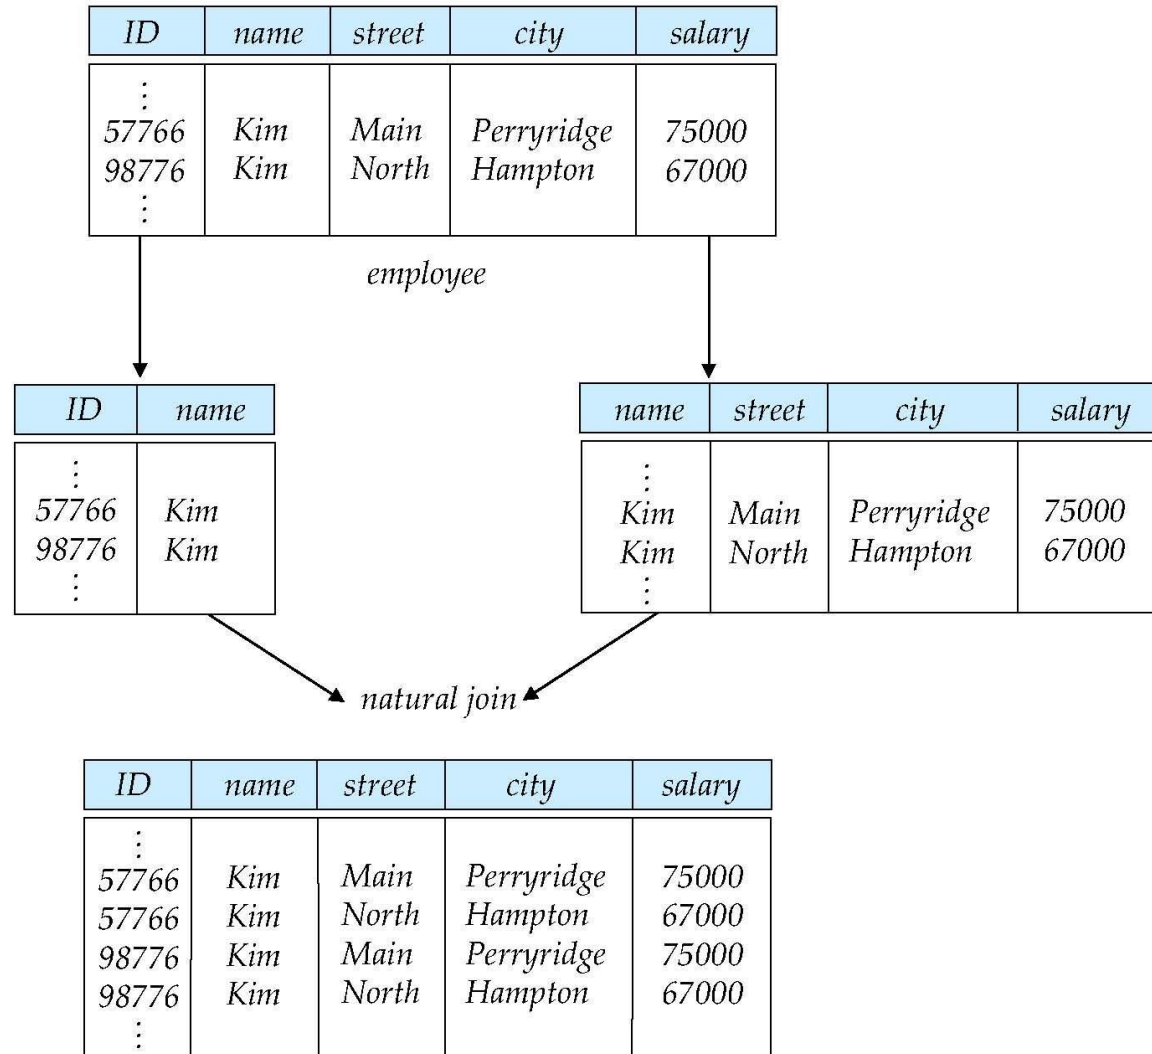 ID name street city salary
⋮
57766 Kim Main Perryridge 75000
98776 Kim North Hampton 67000
⋮
employee
ID name
⋮
57766 Kim
98776 Kim
⋮
name street city salary
⋮
Kim Main Perryridge 75000
Kim North Hampton 67000
⋮
natural join
ID name street city salary
⋮
57766 Kim Main Perryridge 75000
57766 Kim North Hampton 67000
98776 Kim Main Perryridge 75000
98776 Kim North Hampton 67000
⋮